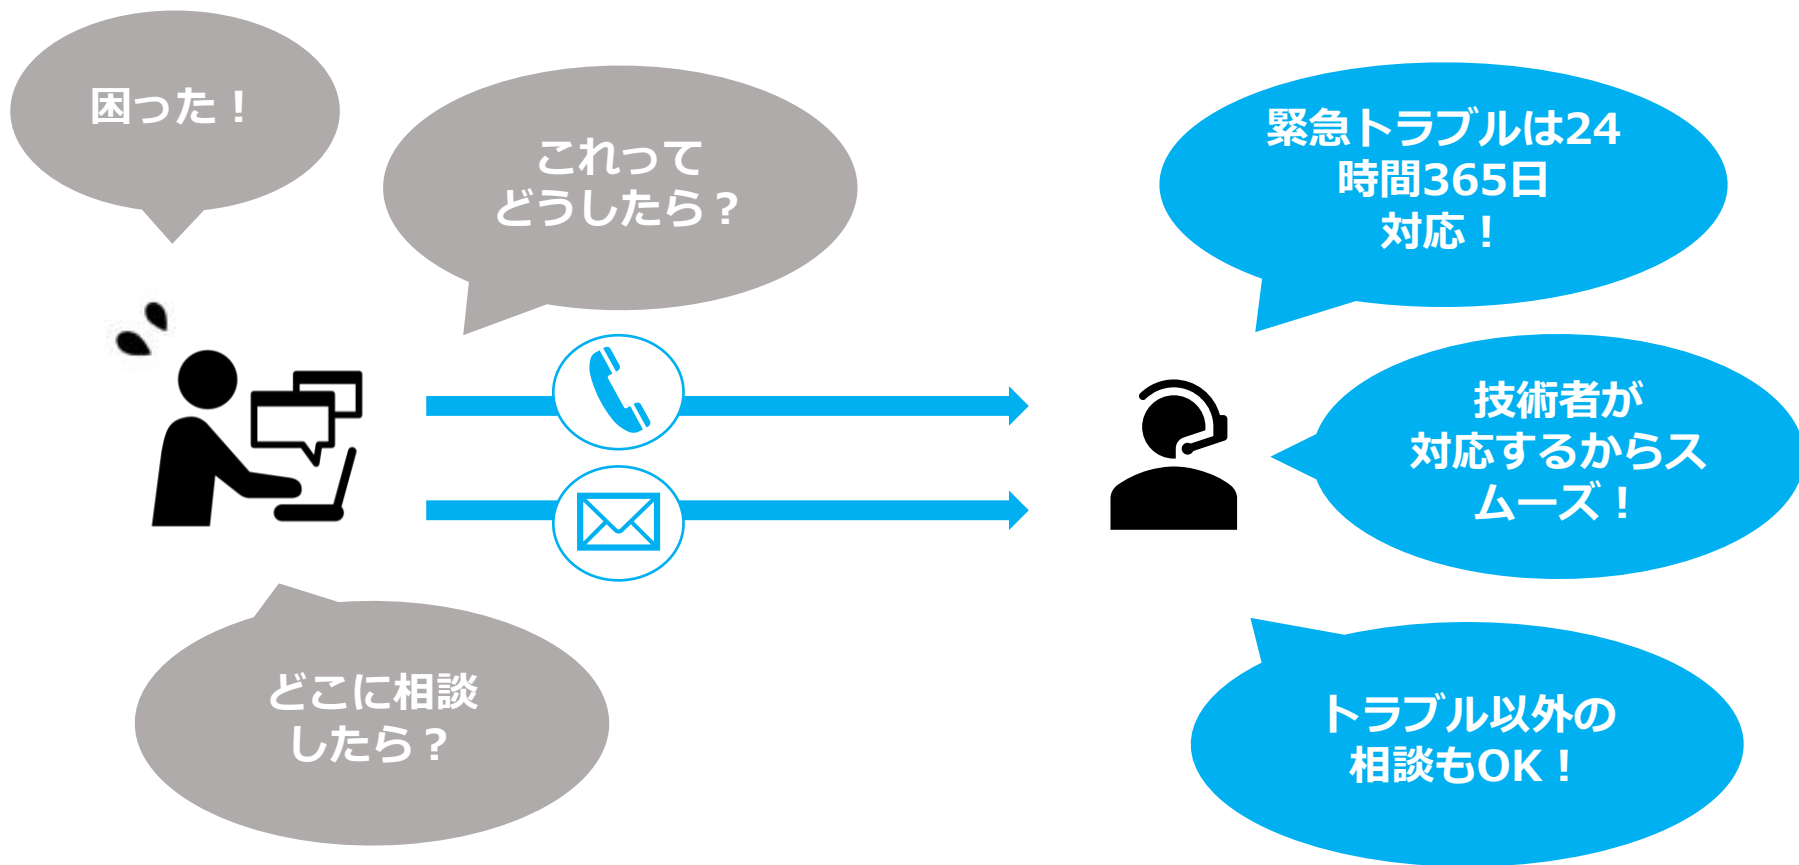 困った！
これって
どうしたら？
どこに相談
したら？
緊急トラブルは24
時間365日
対応！
技術者が
対応するからス
ムーズ！
トラブル以外の
相談もOK！